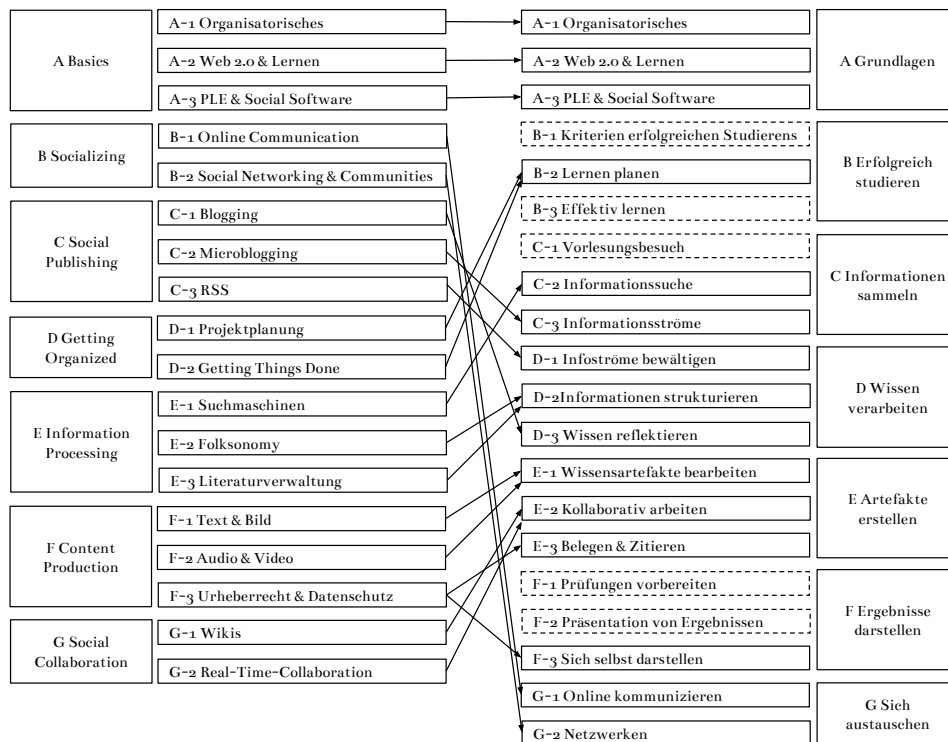 A Basics
A-1 Organisatorisches
A-2 Web 2.0 & Lernen
A-3 PLE & Social Software
B Socializing
B-1 Online Communication
B-2 Social Networking & Communities
C Social
Publishing
C-1 Blogging
C-2 Microblogging
C-3 RSS
D Getting
Organized
D-1 Projektplanung
D-2 Getting Things Done
E Information
Processing
E-1 Suchmaschinen
E-2 Folksonomy
E-3 Literaturverwaltung
F Content
Production
F-1 Text & Bild
F-2 Audio & Video
F-3 Urheberrecht & Datenschutz
G Social
Collaboration
G-1 Wikis
G-2 Real-Time-Collaboration
A-1 Organisatorisches
A-2 Web 2.0 & Lernen
A-3 PLE & Social Software
A Grundlagen
B-1 Kriterien erfolgreichen Studierens
B-2 Lernen planen
B-3 Effektiv lernen
B Erfolgreich
studieren
C-1 Vorlesungsbesuch
C-2 Informationssuche
C-3 Informationsströme
C Informationen
sammeln
D-1 Infoströme bewältigen
D-2Informationen strukturieren
D-3 Wissen reflektieren
D Wissen
verarbeiten
E-1 Wissensartefakte bearbeiten
E-2 Kollaborativ arbeiten
E-3 Belegen & Zitieren
E Artefakte
erstellen
F-1 Prüfungen vorbereiten
F-2 Präsentation von Ergebnissen
F-3 Sich selbst darstellen
F Ergebnisse
darstellen
G-1 Online kommunizieren
G-2 Netzwerken
G Sich
austauschen